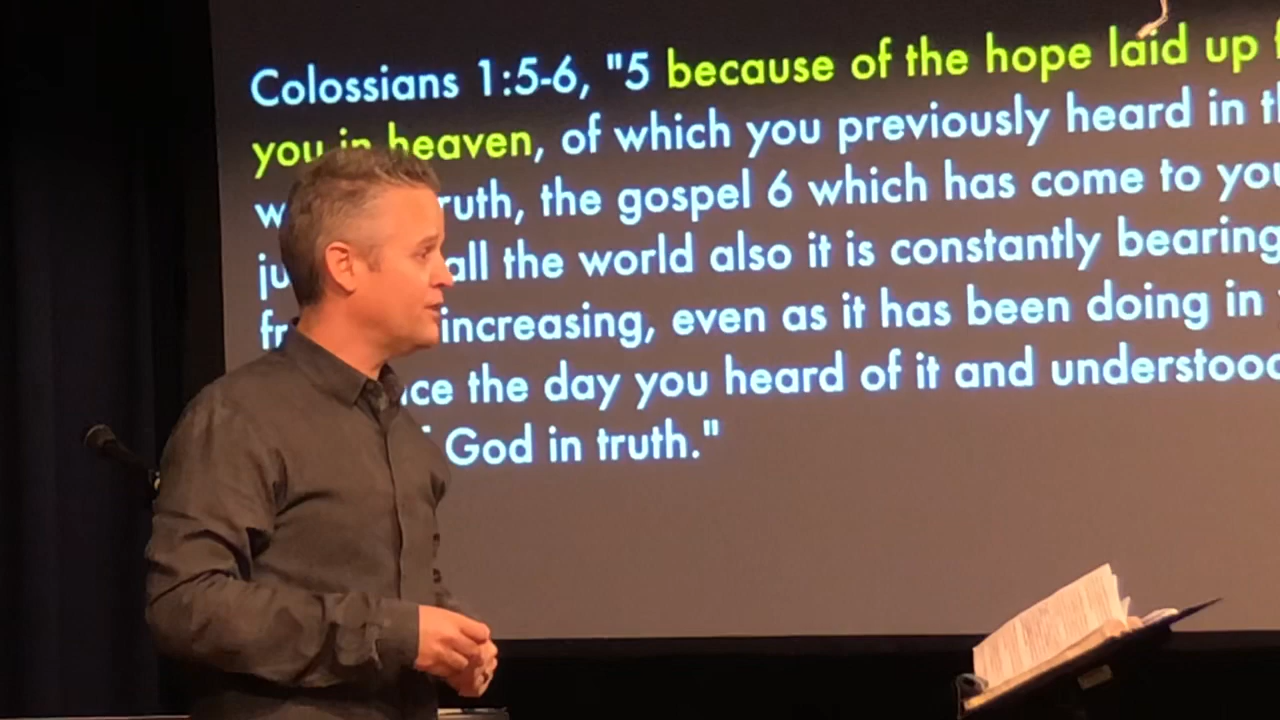 Colossians 1:5-6, "5 because of the hope laid up
you in heaven, of which you previously heard in
the gospel 6 which has come to you
all the world also it is constantly bearing
increasing, even as it has been doing in
the day you heard of it and understood
God in truth."